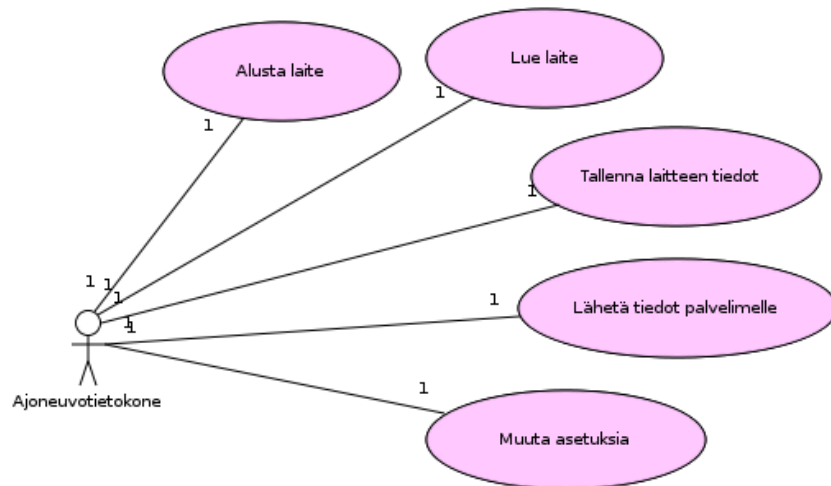 Alusta laite
Lue laite
1
1
Tallenna laitteen tiedot
1
1
1
1
Lähetä tiedot palvelimelle
1
1
1
Ajoneuvotietokone
1
Muuta asetuksia